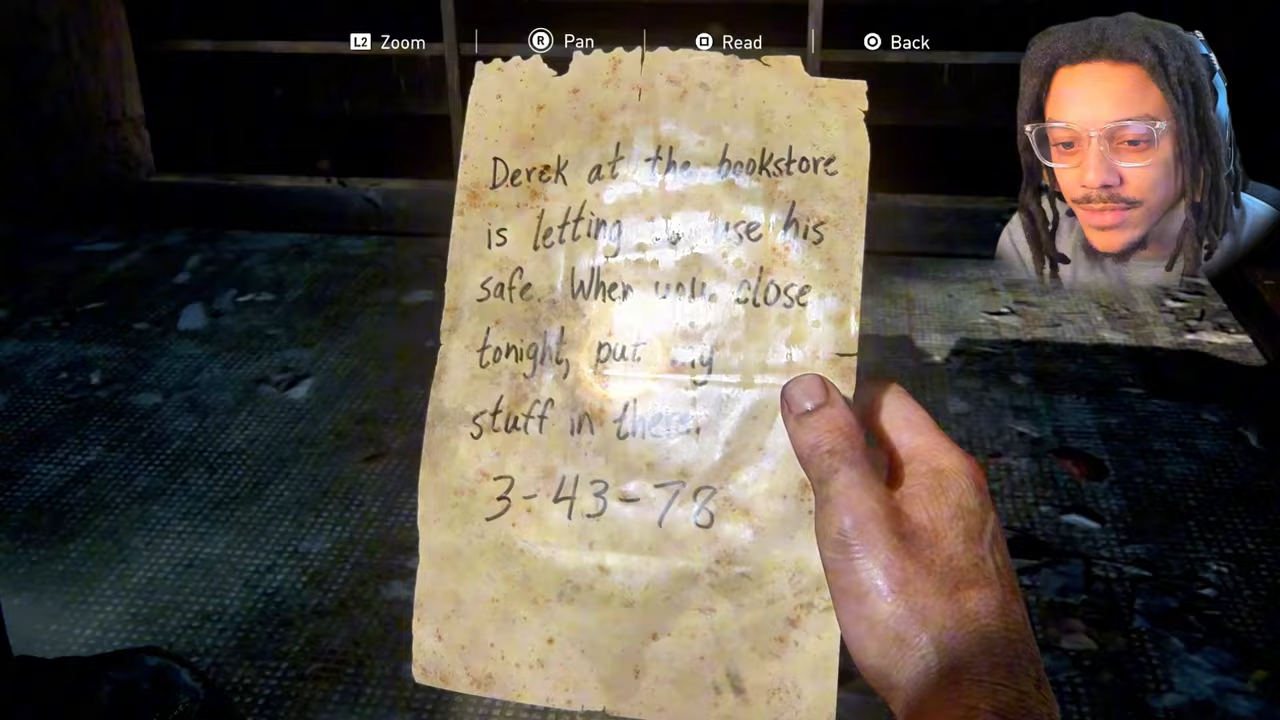 L2 Zoom
R Pan
Read
Back
Derek at the bookstore
is letting use his
safe. When you close
tonight, put my
stuff in there.
3-43-78